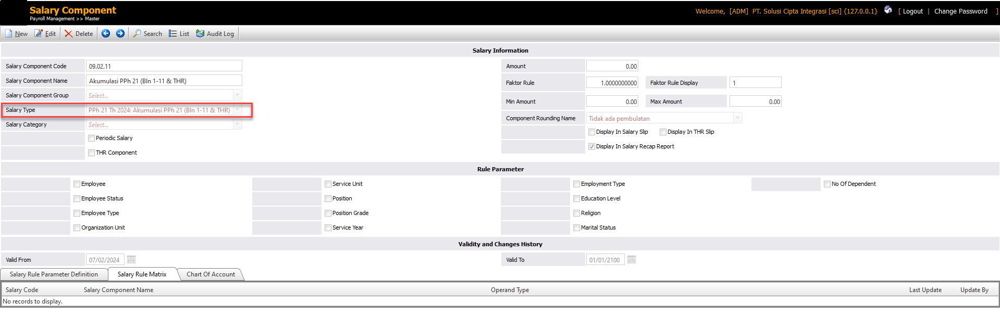 Salary Component
Payroll Management >> Master
Welcome, [ADM] PT. Solusi Cipta Integrasi [sci] {127.0.0.1} [ Logout | Change Password ]
New Edit Delete Search List Audit Log
Salary Information
Salary Component Code 09.02.11
Salary Component Name Akumulasi PPh 21 (Bln 1-11 & THR)
Salary Component Group Select...
Salary Type PPh 21 Th 2024: Akumulasi PPh 21 (Bln 1-11 & THR)
Salary Category Select...
Periodic Salary
THR Component
Amount 0.00
Faktor Rule 1.0000000000 Faktor Rule Display 1
Min Amount 0.00 Max Amount 0.00
Component Rounding Name Tidak ada pembulatan
Display In Salary Slip Display In THR Slip
Display In Salary Recap Report
Rule Parameter
Employee Service Unit Employment Type No Of Dependent
Employee Status Position Education Level
Employee Type Position Grade Religion
Organization Unit Service Year Marital Status
Validity and Changes History
Valid From 07/02/2024 Valid To 01/01/2100
Salary Rule Parameter Definition Salary Rule Matrix Chart Of Account
Salary Code Salary Component Name Operand Type Last Update Update By
No records to display.